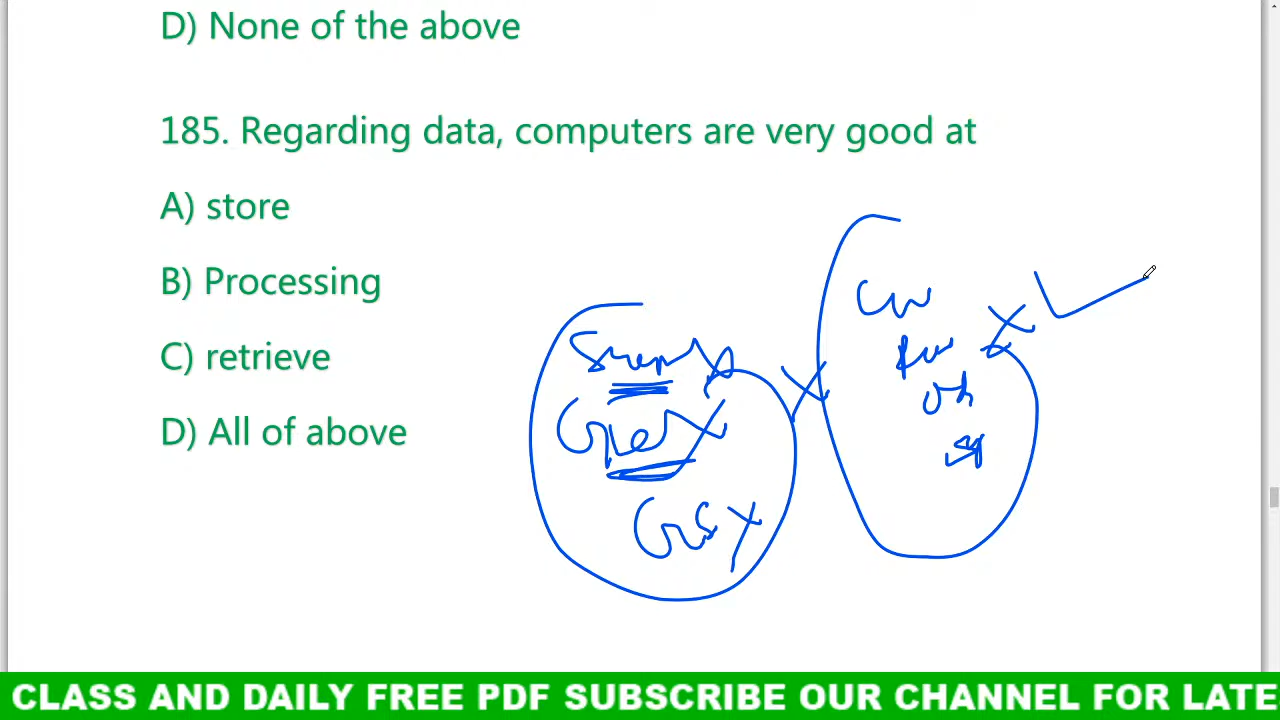 D) None of the above
185. Regarding data, computers are very good at
A) store
B) Processing
C) retrieve
D) All of above
CLASS AND DAILY FREE PDF SUBSCRIBE OUR CHANNEL FOR LATE